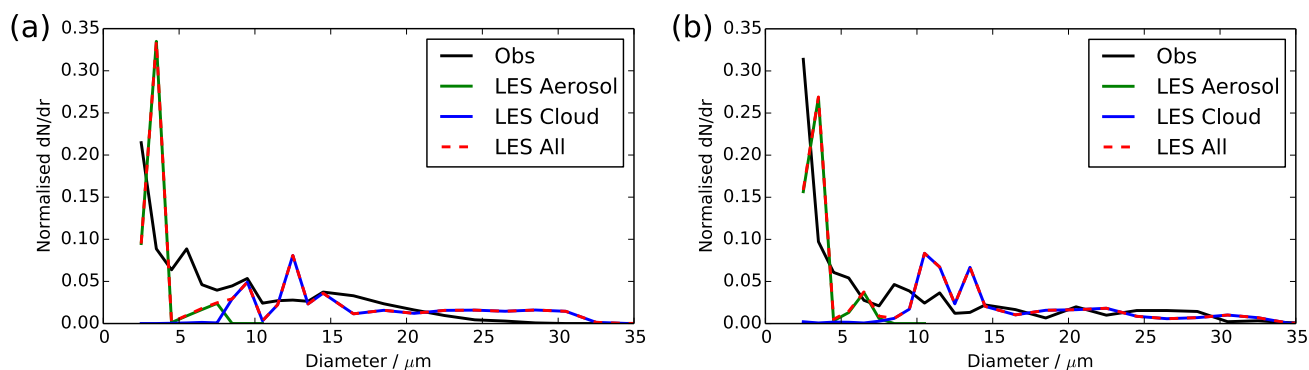 (a)
0.35
0.30
0.25
0.20
0.15
0.10
0.05
0.00
Normalised dN/dr
0 5 10 15 20 25 30 35
Diameter / μm
Obs
LES Aerosol
LES Cloud
LES All
(b)
0.35
0.30
0.25
0.20
0.15
0.10
0.05
0.00
Normalised dN/dr
0 5 10 15 20 25 30 35
Diameter / μm
Obs
LES Aerosol
LES Cloud
LES All